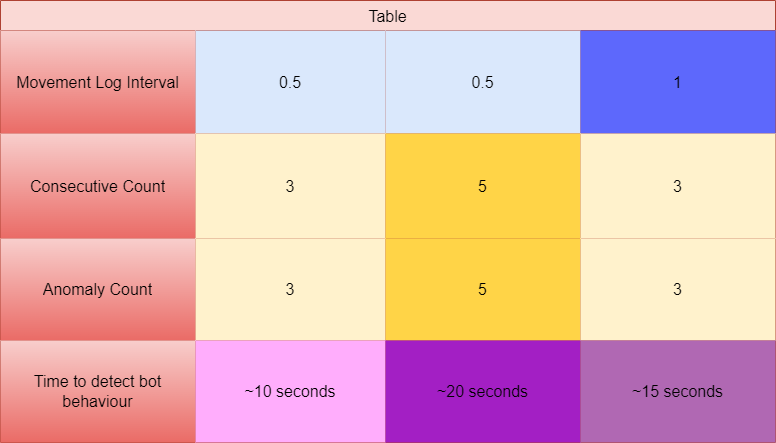 Table
Movement Log Interval 0.5 0.5 1
Consecutive Count 3 5 3
Anomaly Count 3 5 3
Time to detect bot
behaviour ~10 seconds ~20 seconds ~15 seconds